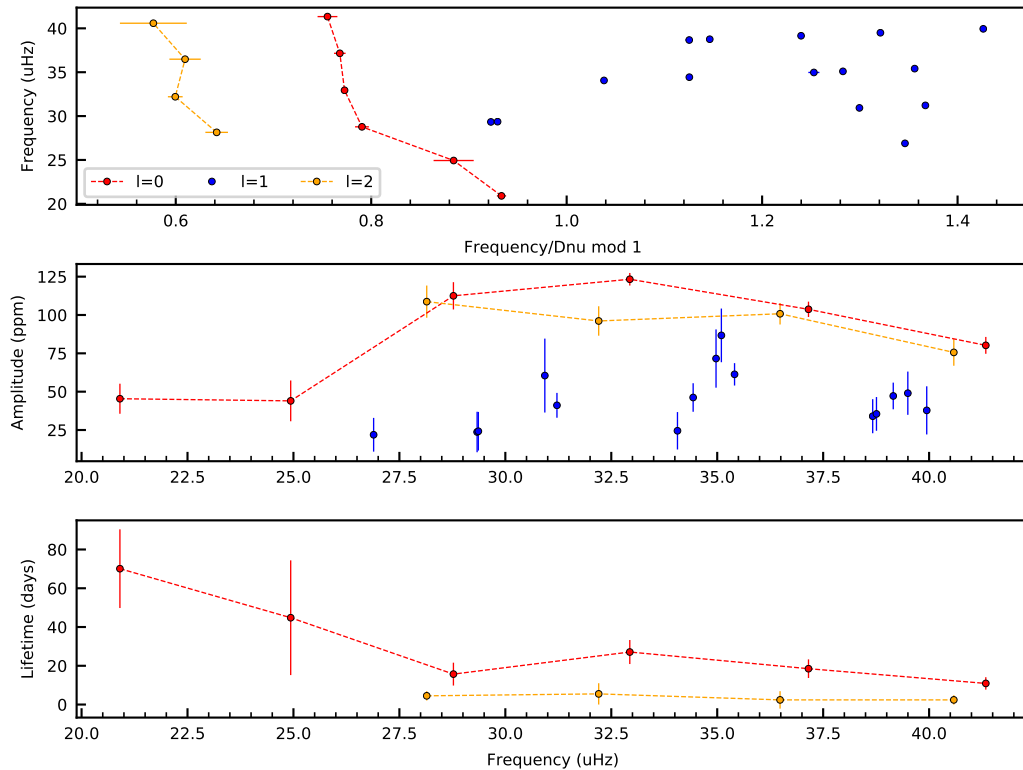 40
35
30
25
20
Frequency (uHz)
l=0 l=1 l=2
0.6 0.8 1.0 1.2 1.4
Frequency/Dnu mod 1
125
100
75
50
25
Amplitude (ppm)
20.0 22.5 25.0 27.5 30.0 32.5 35.0 37.5 40.0
80
60
40
20
0
Lifetime (days)
20.0 22.5 25.0 27.5 30.0 32.5 35.0 37.5 40.0
Frequency (uHz)